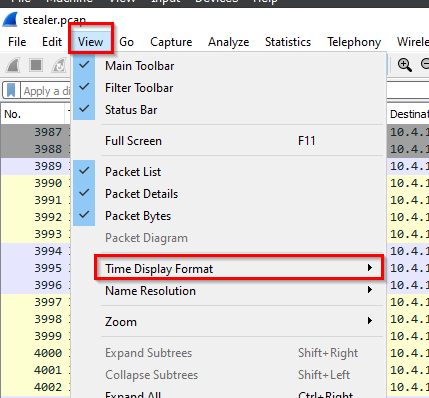 Machine View Input Devices Help
stealer.pcap
File Edit View Go Capture Analyze Statistics Telephony
Main Toolbar
Apply a di
Filter Toolbar
Status Bar
No. Destina
Full Screen F11
3987 10.4.1
3988 10.4.1
3989 Packet List 10.4.1
3990 Packet Details 10.4.1
3991 10.4.1
3992 Packet Bytes 10.4.1
3993 Packet Diagram 10.4.1
3994 10.4.1
3995 Time Display Format 10.4.1
3996 Name Resolution 10.4.1
3997 10.4.1
3998 Zoom 10.4.1
3999 10.4.1
4000 Expand Subtrees Shift+Right 10.4.1
4001 Collapse Subtrees Shift+Left 10.4.1
4002 Expand All Ctrl+Right 10.4.1